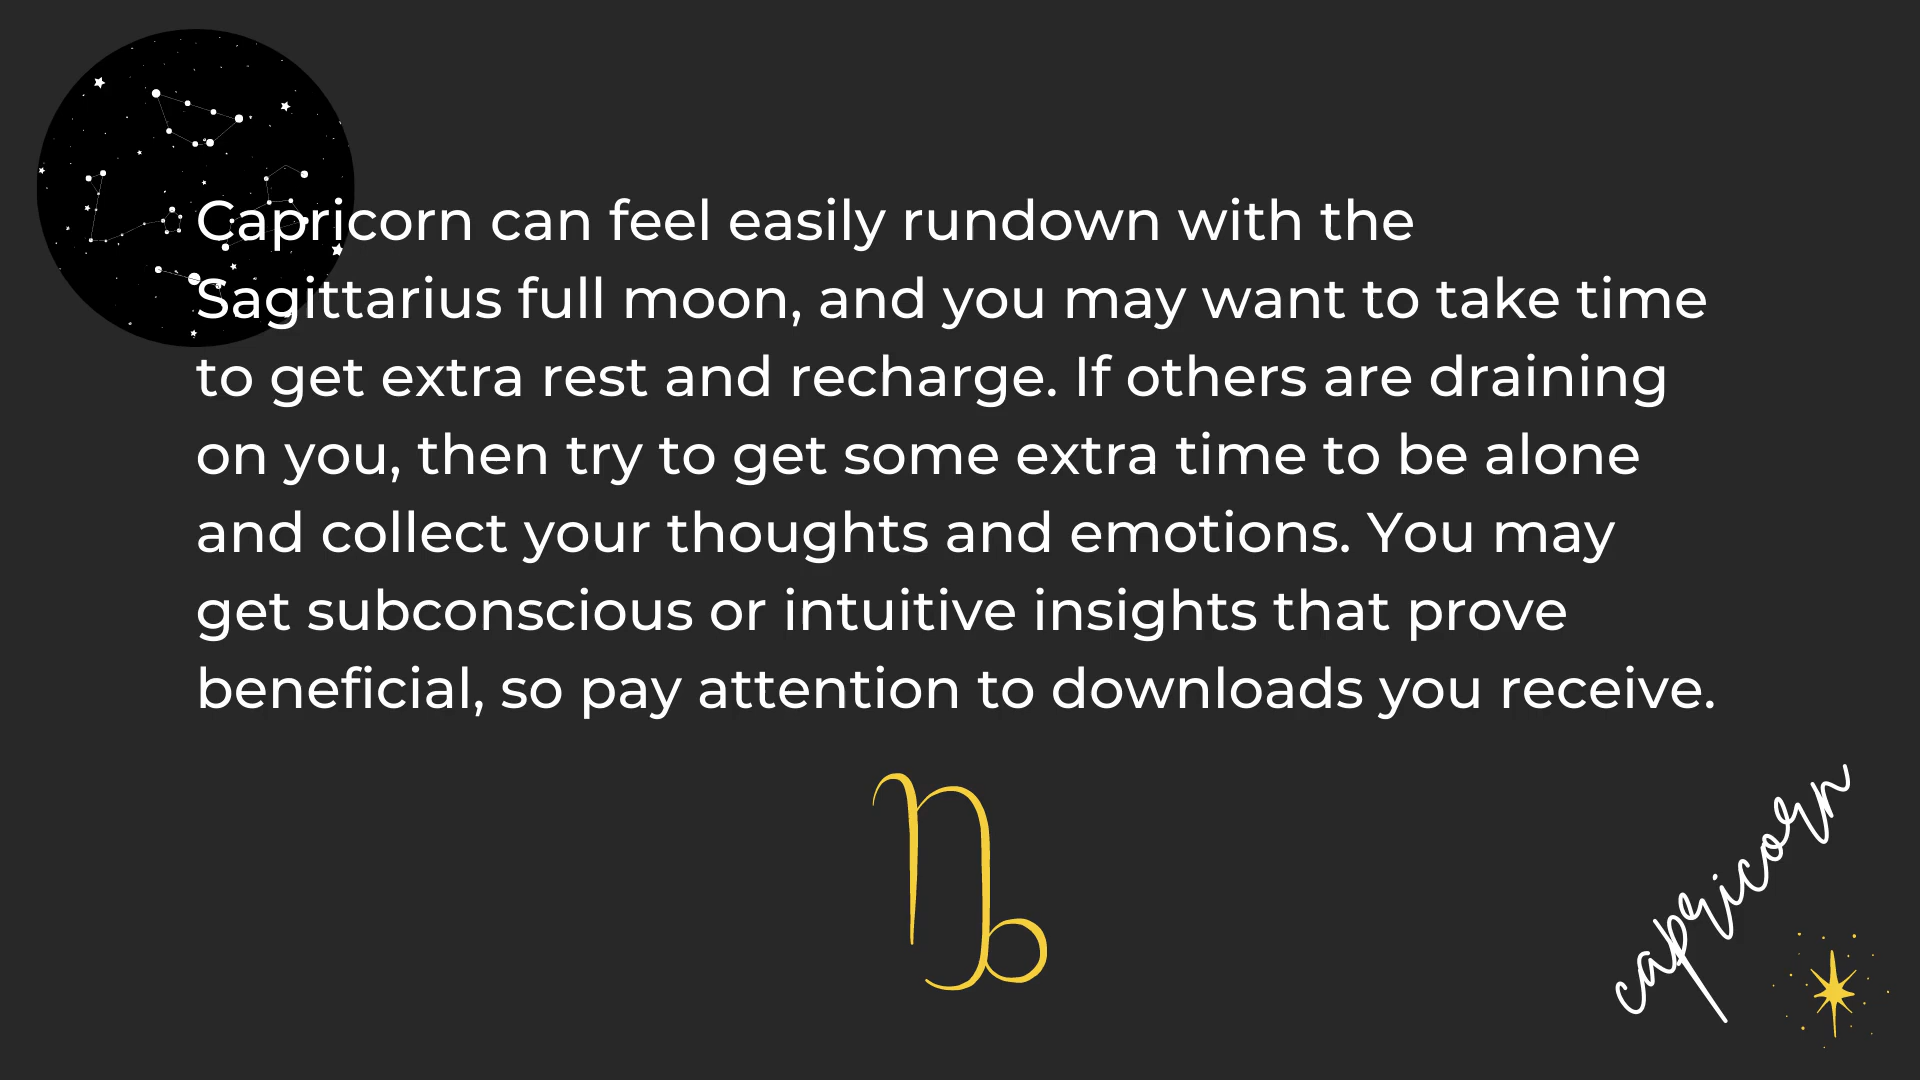 Capricorn can feel easily rundown with the
Sagittarius full moon, and you may want to take time
to get extra rest and recharge. If others are draining
on you, then try to get some extra time to be alone
and collect your thoughts and emotions. You may
get subconscious or intuitive insights that prove
beneficial, so pay attention to downloads you receive.
capricorn